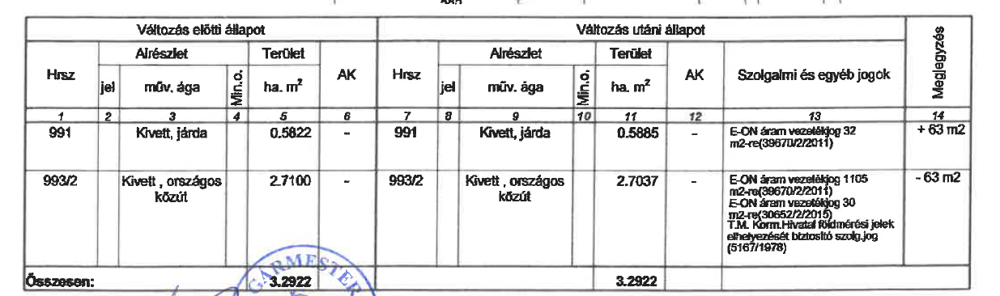 Változás előtti állapot Változás utáni állapot Megjegyzés
Hrsz Alrészlet Terület AK Hrsz Alrészlet Terület AK Szolgalmi és egyéb jogok
jel műv. ága Min.o. ha. m² jel műv. ága Min.o. ha. m²
1 2 3 4 5 6 7 8 9 10 11 12 13 14
991 Kivett, járda 0.5822 - 991 Kivett, járda 0.5885 - E-ON áram vezetékjog 32 + 63 m2
m2-re(39670/2/2011)
993/2 Kivett , országos 2.7100 - 993/2 Kivett , országos 2.7037 - E-ON áram vezetékjog 1105 - 63 m2
közút közút m2-re(39670/2/2011)
E-ON áram vezetékjog 30
m2-re(30652/2/2015)
T.M. Korm.Hivatal földmérési jelek
elhelyezését biztosító szolg.jog
(5167/1978)
GÁRMESTER
Összesen: 3.2922 3.2922